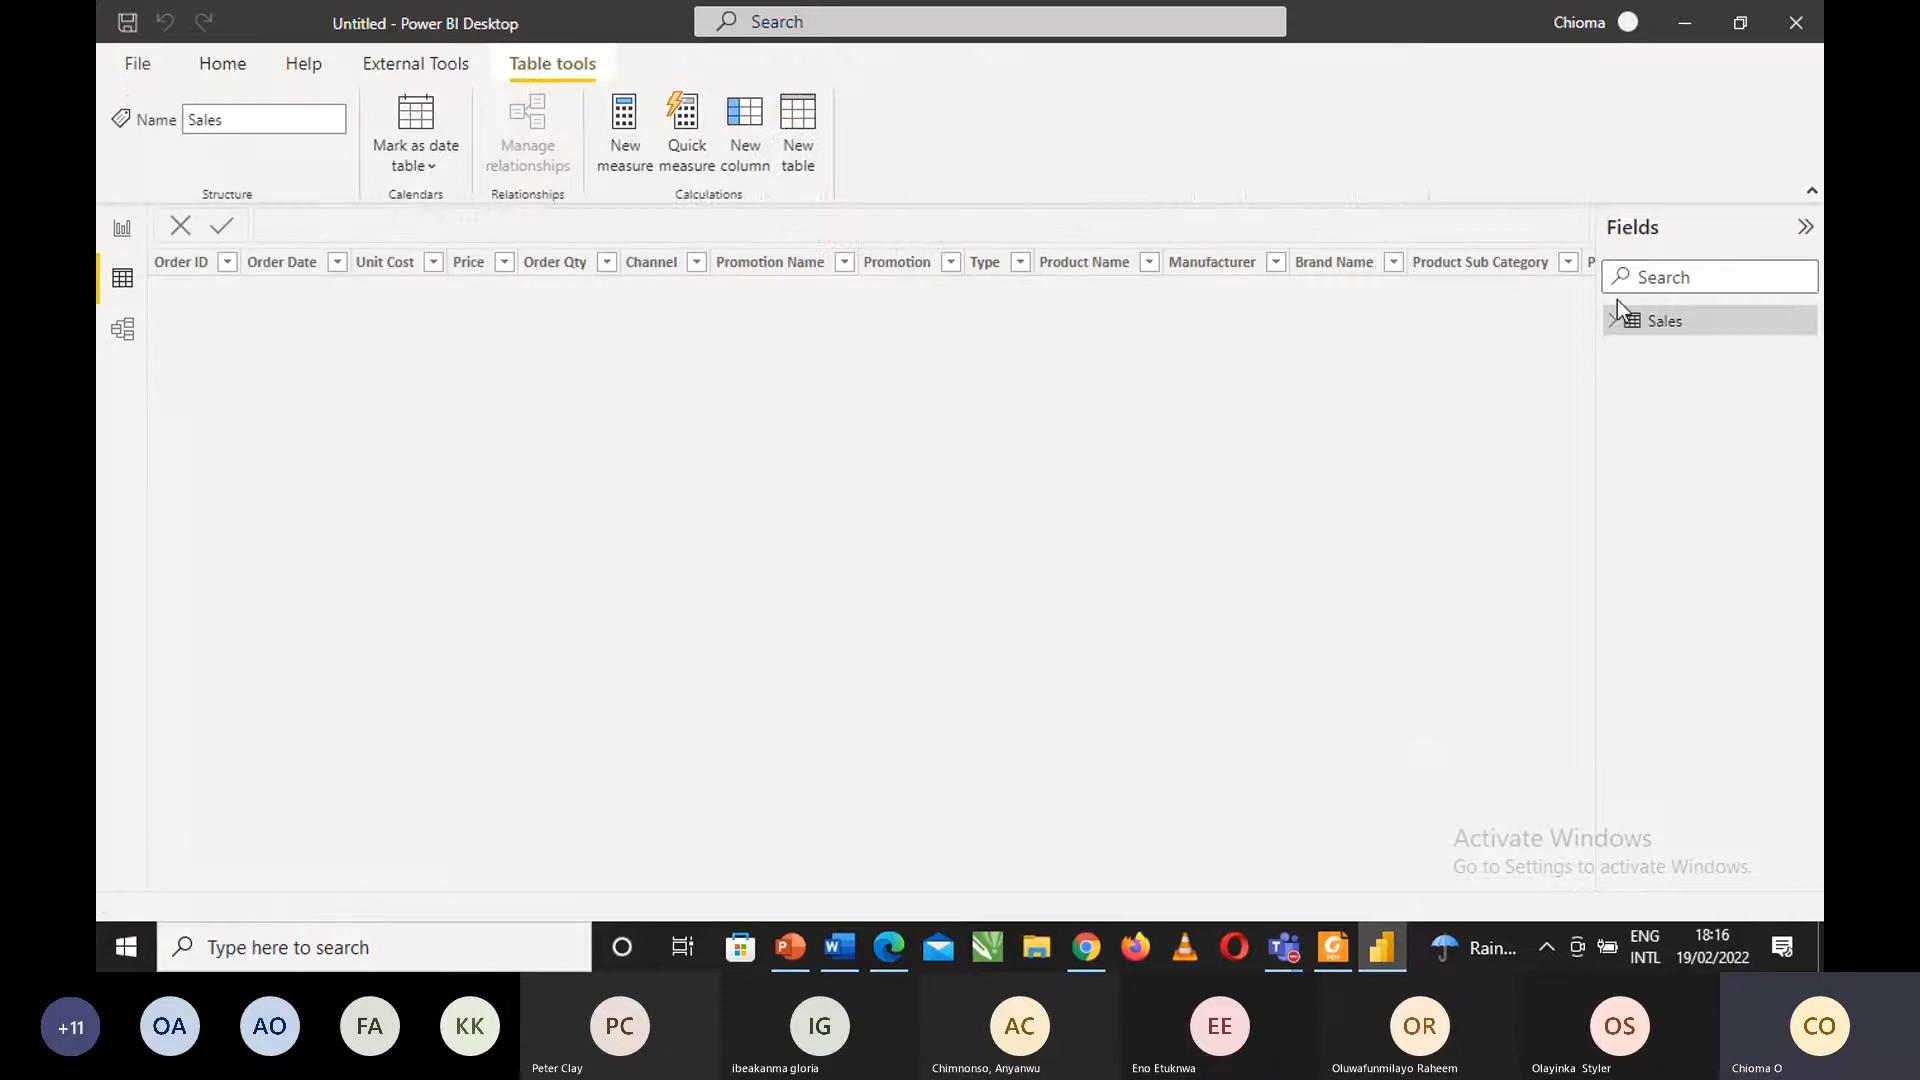 Untitled - Power BI Desktop
Search
Chioma
File
Home
Help
External Tools
Table tools
Name
Sales
Mark as date
table
Manage
relationships
New
measure
Quick
measure
New
column
New
table
Structure
Calendars
Relationships
Calculations
Fields
Order ID
Order Date
Unit Cost
Price
Order Qty
Channel
Promotion Name
Promotion
Type
Product Name
Manufacturer
Brand Name
Product Sub Category
P
Search
Sales
Activate Windows
Go to Settings to activate Windows.
Type here to search
Rain...
ENG
INTL
18:16
19/02/2022
+11
OA
AO
FA
KK
PC
IG
AC
EE
OR
OS
CO
Peter Clay
ibeakanma gloria
Chimnonso, Anyanwu
Eno Etuknwa
Oluwafunmilayo Raheem
Olayinka Styler
Chioma O